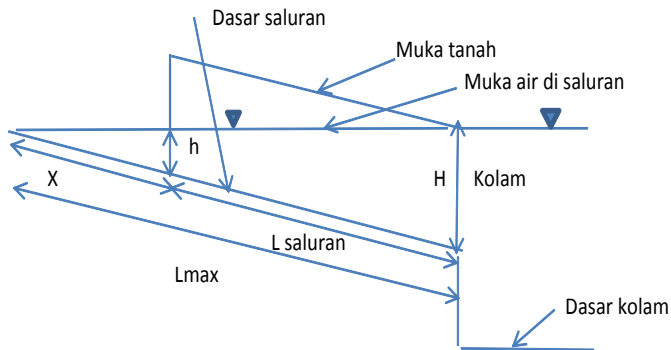 Dasar saluran
Muka tanah
Muka air di saluran
h
X
H
Kolam
L saluran
Lmax
Dasar kolam